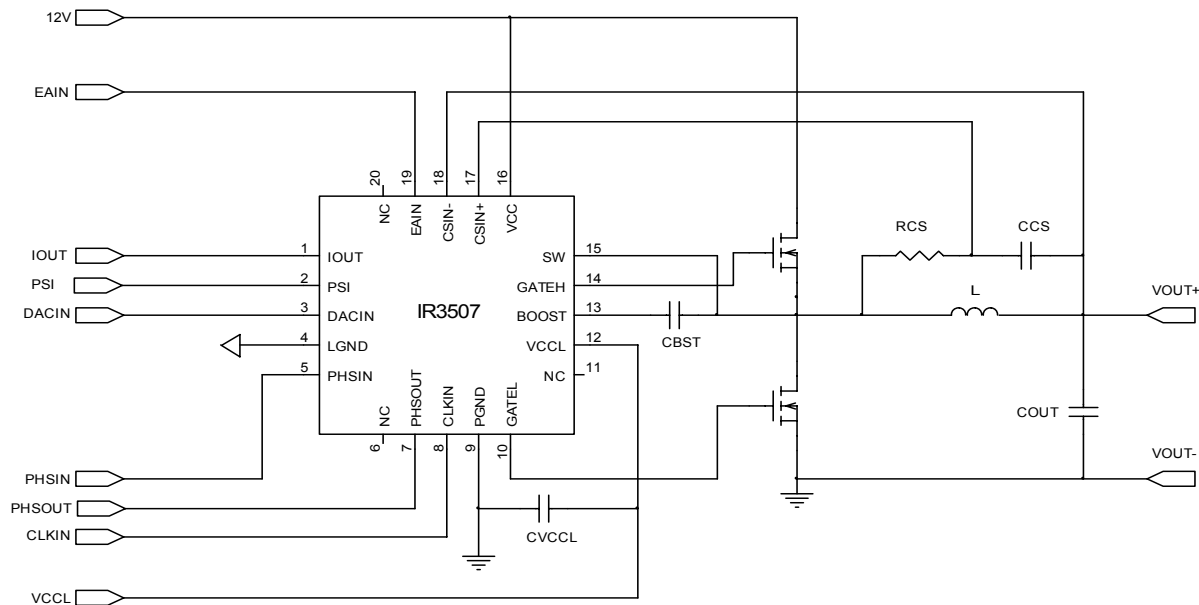 12V
EAIN
20
19
18
17
16
NC
EAIN
CSIN-
CSIN+
VCC
RCS
CCS
IOUT
1
IOUT
SW
15
PSI
2
PSI
GATEH
14
L
VOUT+
DACIN
3
DACIN
IR3507
BOOST
13
CBST
4
LGND
VCCL
12
5
PHSIN
NC
11
NC
PHSOUT
CLKIN
PGND
GATEL
COUT
6
7
8
9
10
VOUT-
PHSIN
PHSOUT
CLKIN
CVCCL
VCCL